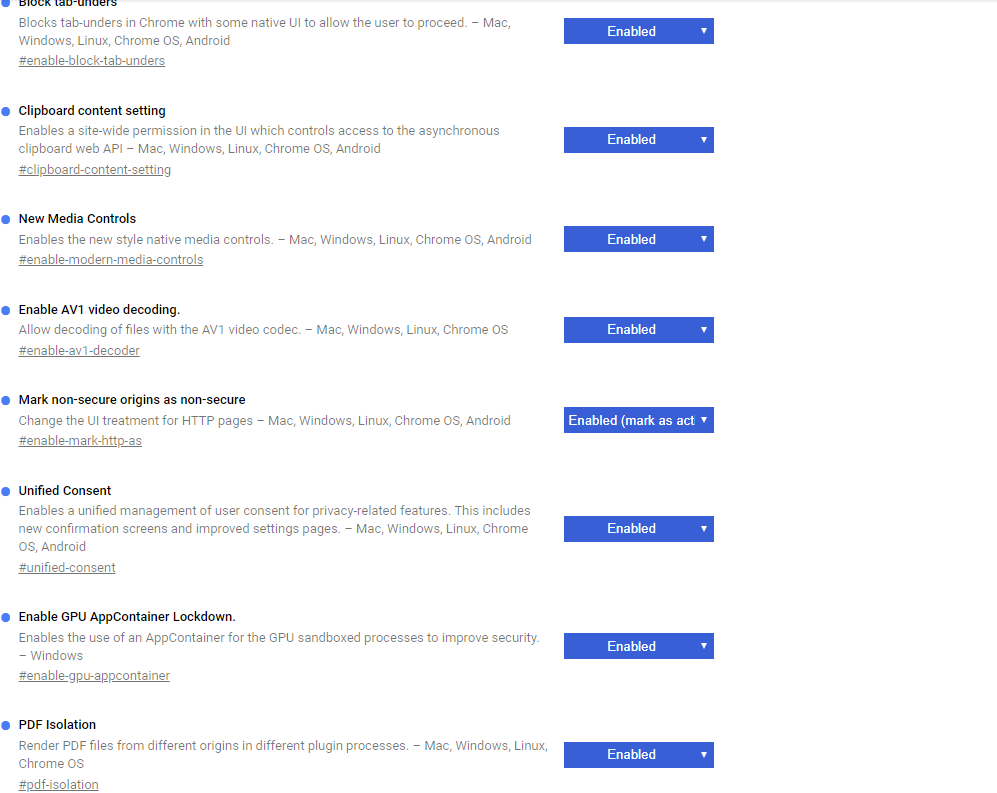 Block tab-unders
Blocks tab-unders in Chrome with some native UI to allow the user to proceed. – Mac,
Windows, Linux, Chrome OS, Android
#enable-block-tab-unders
Enabled
Clipboard content setting
Enables a site-wide permission in the UI which controls access to the asynchronous
clipboard web API – Mac, Windows, Linux, Chrome OS, Android
#clipboard-content-setting
Enabled
New Media Controls
Enables the new style native media controls. – Mac, Windows, Linux, Chrome OS, Android
#enable-modern-media-controls
Enabled
Enable AV1 video decoding.
Allow decoding of files with the AV1 video codec. – Mac, Windows, Linux, Chrome OS
#enable-av1-decoder
Enabled
Mark non-secure origins as non-secure
Change the UI treatment for HTTP pages – Mac, Windows, Linux, Chrome OS, Android
#enable-mark-http-as
Enabled (mark as acti
Unified Consent
Enables a unified management of user consent for privacy-related features. This includes
new confirmation screens and improved settings pages. – Mac, Windows, Linux, Chrome
OS, Android
#unified-consent
Enabled
Enable GPU AppContainer Lockdown.
Enables the use of an AppContainer for the GPU sandboxed processes to improve security.
– Windows
#enable-gpu-appcontainer
Enabled
PDF Isolation
Render PDF files from different origins in different plugin processes. – Mac, Windows, Linux,
Chrome OS
#pdf-isolation
Enabled